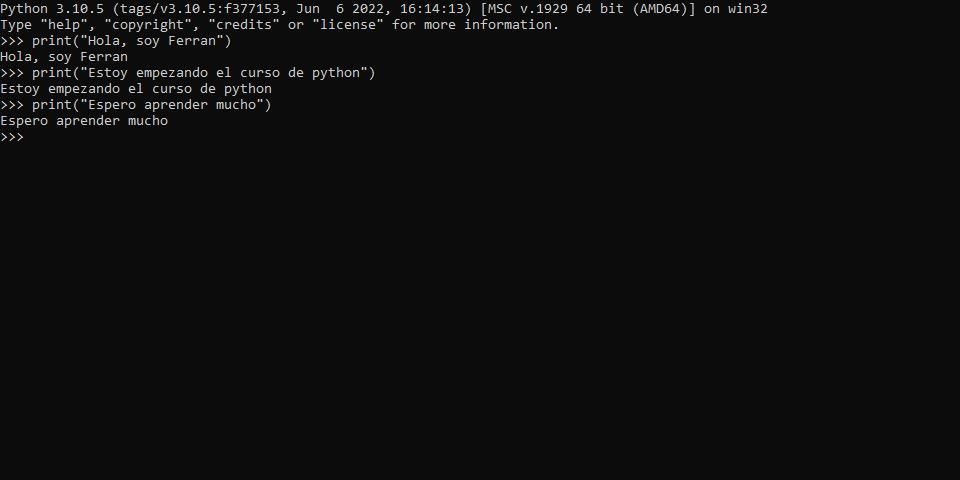 Python 3.10.5 (tags/v3.10.5:f377153, Jun  6 2022, 16:14:13) [MSC v.1929 64 bit (AMD64)] on win32
Type "help", "copyright", "credits" or "license" for more information.
>>> print("Hola, soy Ferran")
Hola, soy Ferran
>>> print("Estoy empezando el curso de python")
Estoy empezando el curso de python
>>> print("Espero aprender mucho")
Espero aprender mucho
>>>